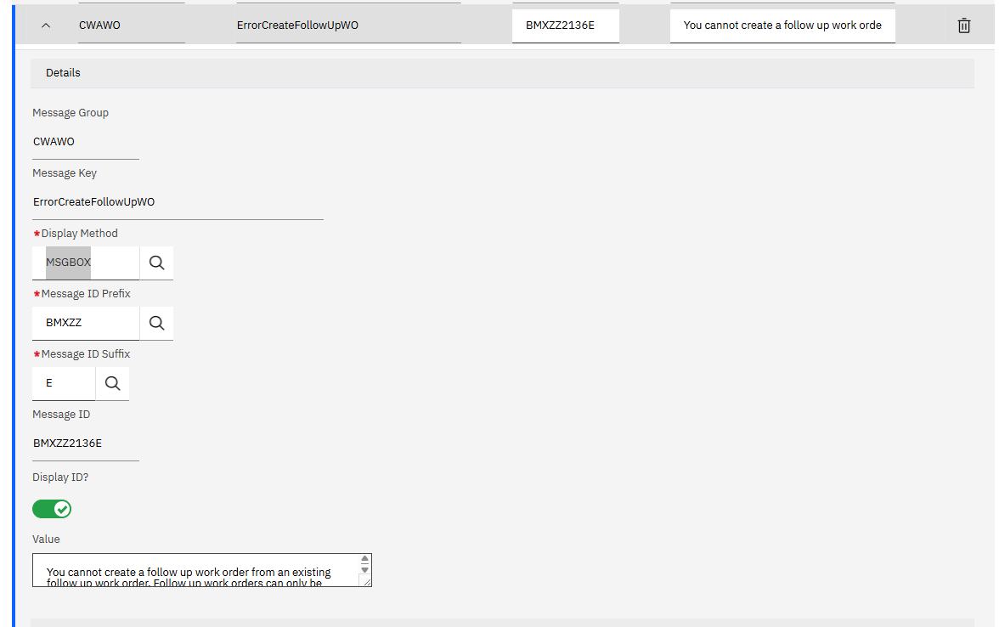 CWAWO ErrorCreateFollowUpWO BMXZZ2136E You cannot create a follow up work orde
Details
Message Group
CWAWO
Message Key
ErrorCreateFollowUpWO
*Display Method
MSGBOX
*Message ID Prefix
BMXZZ
*Message ID Suffix
E
Message ID
BMXZZ2136E
Display ID?
Value
You cannot create a follow up work order from an existing
follow up work order. Follow up work orders can only be